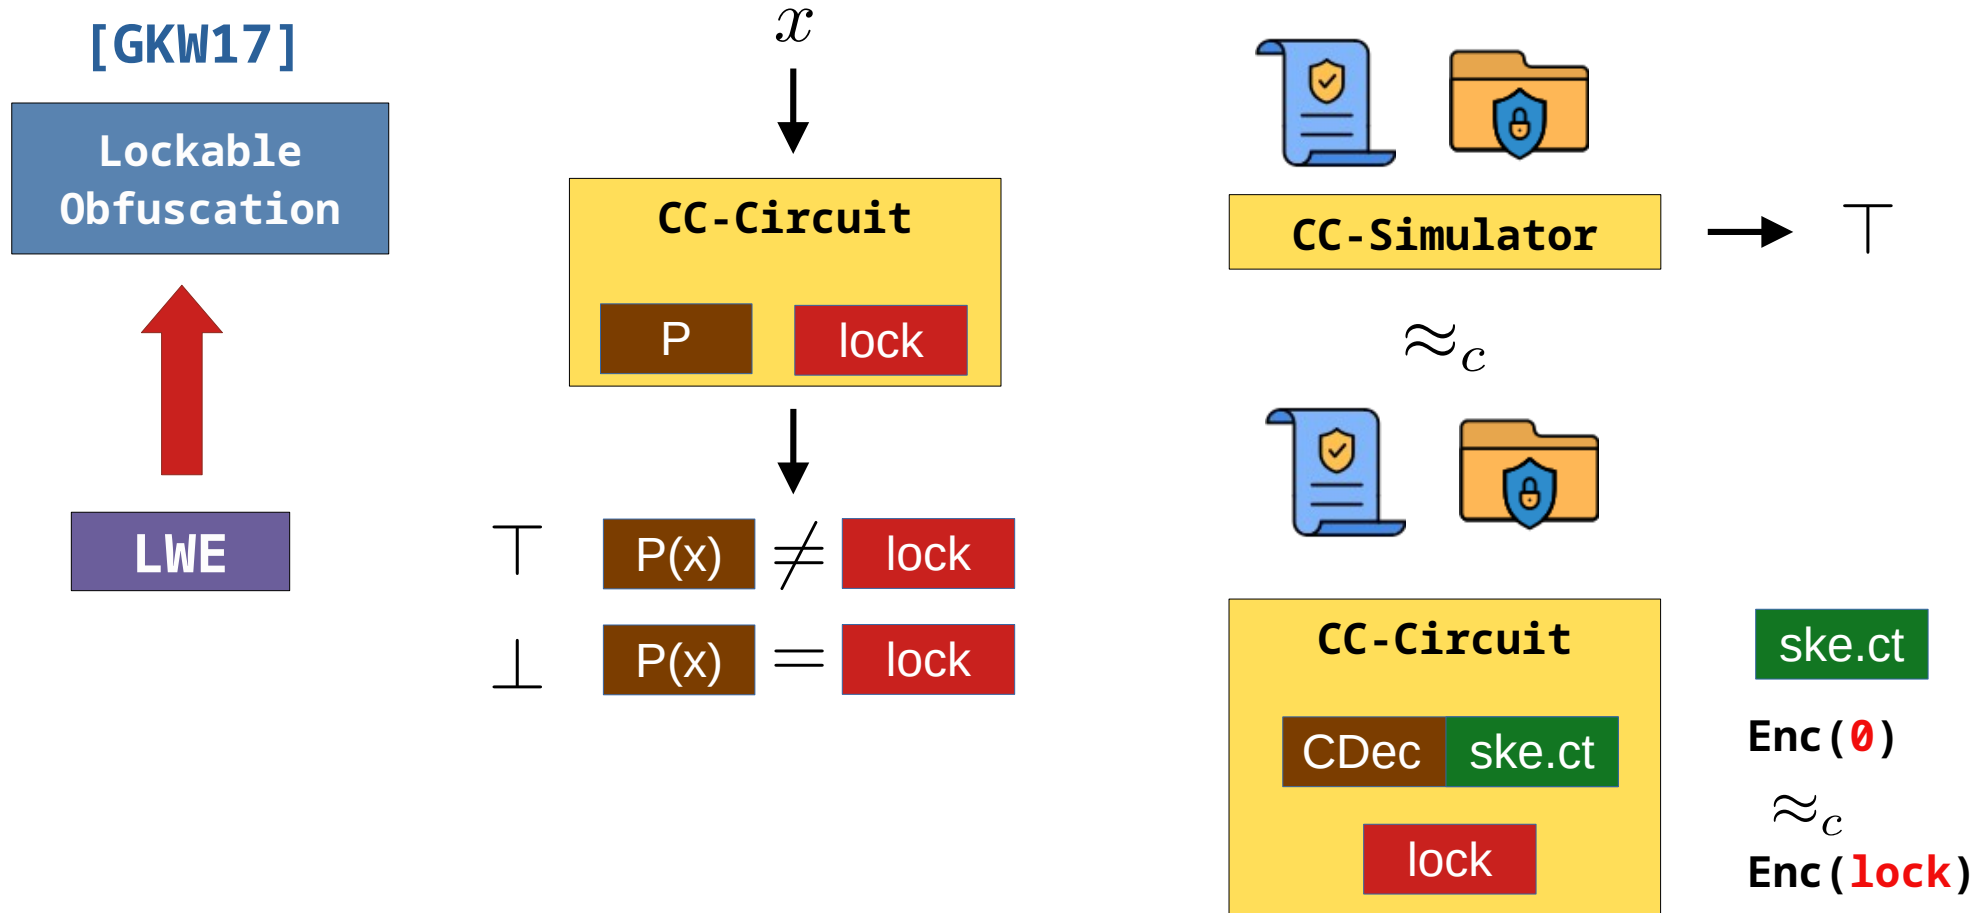 [GKW17]
Lockable
Obfuscation
LWE
x
CC-Circuit
P lock
⊤ P(x) ≠ lock
⊥ P(x) = lock
CC-Simulator ⊤
≈c
CC-Circuit
CDec ske.ct
lock
ske.ct
Enc(0)
≈c
Enc(lock)